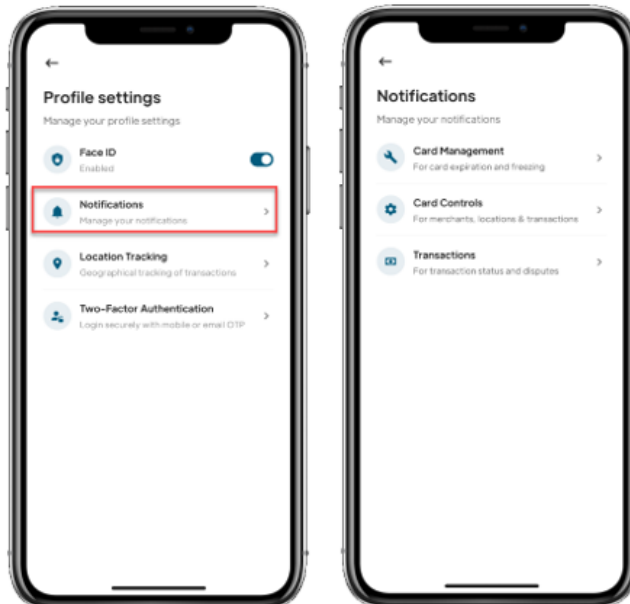 Profile settings
Manage your profile settings
Face ID
Enabled
Notifications
Manage your notifications
Location Tracking
Geographical tracking of transactions
Two-Factor Authentication
Login securely with mobile or email OTP
Notifications
Manage your notifications
Card Management
For card expiration and freezing
Card Controls
For merchants, locations & transactions
Transactions
For transaction status and disputes